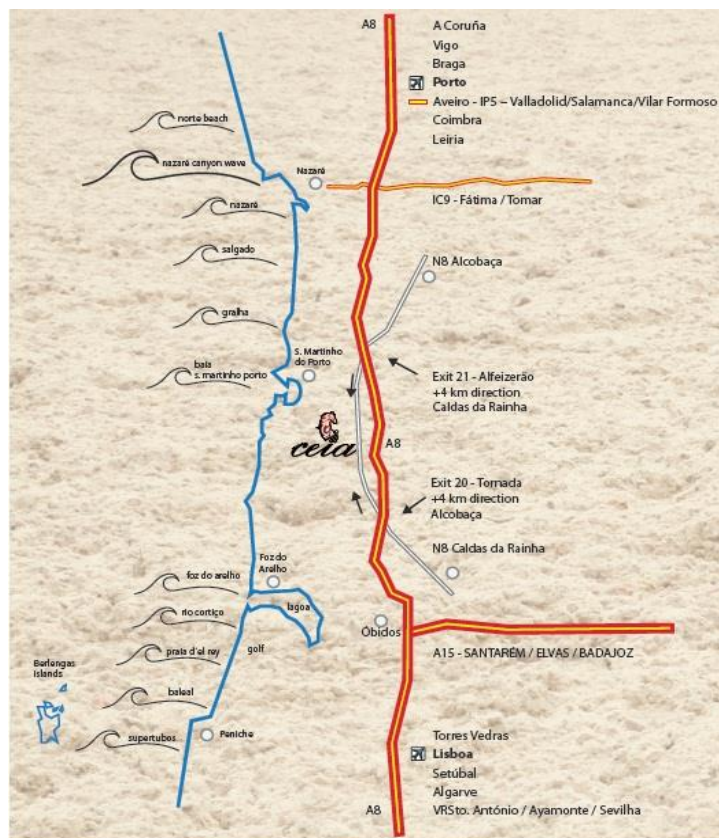 A8
A Coruña
Vigo
Braga
Porto
Aveiro - IP5 – Valladolid/Salamanca/Vilar Formoso
Coimbra
Leiria
norte beach
nazaré canyon wave
Nazaré
IC9 - Fátima / Tomar
nazaré
salgado
N8 Alcobaça
gralha
S. Martinho
do Porto
baía
s. martinho porto
Exit 21 - Alfeizerão
+4 km direction
Caldas da Rainha
ceia
A8
Exit 20 - Tornada
+4 km direction
Alcobaça
N8 Caldas da Rainha
Foz do
Arelho
foz do arelho
lagoa
rio cortiço
Óbidos
golf
praia d'el rey
A15 - SANTARÉM / ELVAS / BADAJOZ
Berlengas
islands
baleal
Peniche
supertubos
Torres Vedras
Lisboa
Setúbal
Algarve
A8
VRSto. António / Ayamonte / Sevilha